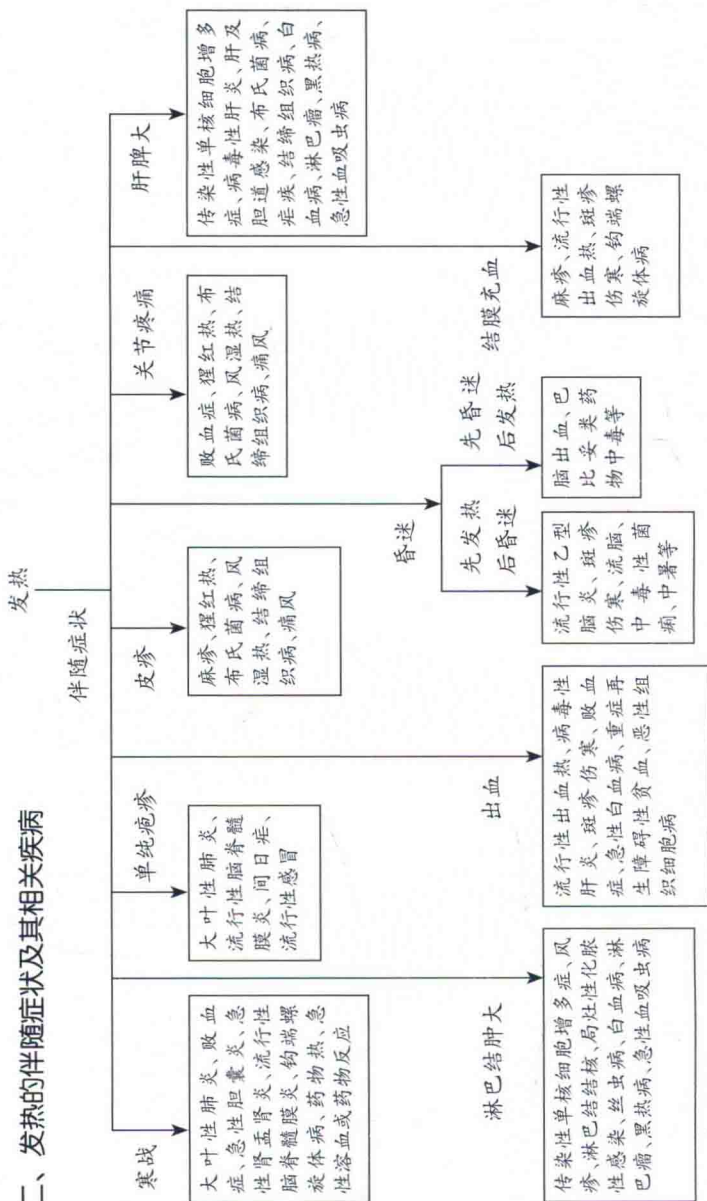 二、发热的伴随症状及其相关疾病
发热
伴随症状
寒战
大叶性肺炎、败血
症、急性胆囊炎、急
性肾盂肾炎、流行性
脑脊髓膜炎、钩端螺
旋体病、药物热、急
性溶血或药物反应
单纯疱疹
大叶性肺炎、
流行性脑脊髓
膜炎、间日疟、
流行性感冒
皮疹
麻疹、猩红热、
布氏菌病、风
湿热、结缔组
织病、痛风
关节疼痛
败血症、猩红热、布
氏菌病、风湿热、结
缔组织病、痛风
肝脾大
传染性单核细胞增多
症、病毒性肝炎、肝及
胆道感染、布氏菌病、
疟疾、结缔组织病、白
血病、淋巴瘤、黑热病、
急性血吸虫病
淋巴结肿大
传染性单核细胞增多症、风
疹、淋巴结结核、局灶性化脓
性感染、丝虫病、白血病、淋
巴瘤、黑热病、急性血吸虫病
出血
流行性出血热、病毒性
肝炎、斑疹伤寒、败血
症、急性白血病、重症再
生障碍性贫血、恶性组
织细胞病
昏迷
先发热
后昏迷
流行性乙型
脑炎、斑疹
伤寒、流脑、
中毒性菌
痢、中暑等
先昏迷
后发热
脑出血、巴
比妥类药
物中毒等
结膜充血
麻疹、流行性
出血热、斑疹
伤寒、钩端螺
旋体病